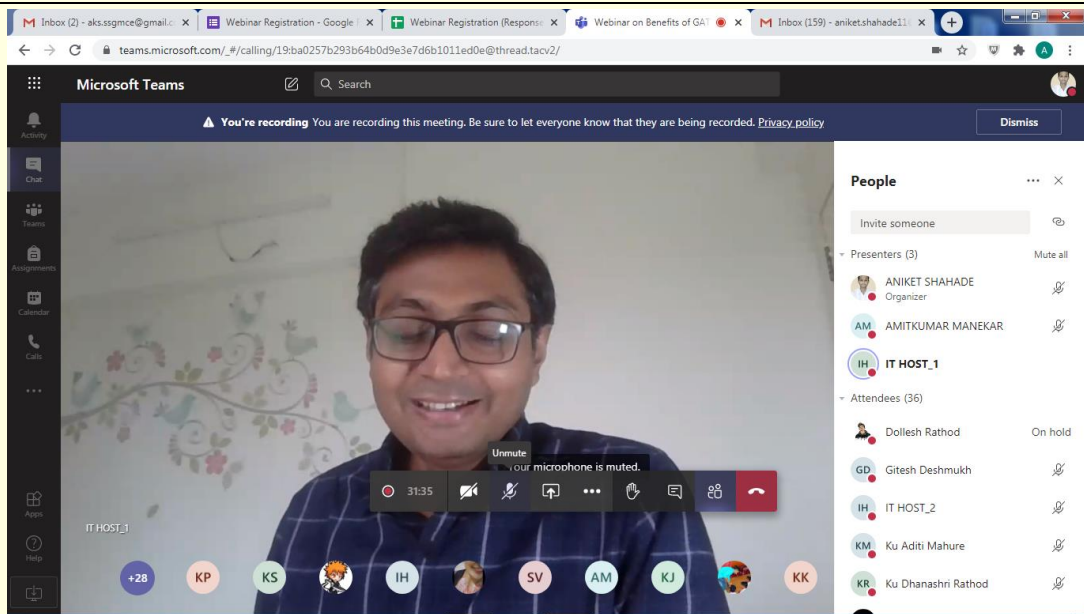 Inbox (2) - aks.ssgmce@gmail.c
Webinar Registration - Google F
Webinar Registration (Response
Webinar on Benefits of GAT
Inbox (159) - aniket.shahade11
teams.microsoft.com/_#/calling/19:ba0257b293b64b0d9e3e7d6b1011ed0e@thread.tacv2/
A
Microsoft Teams
Search
You're recording You are recording this meeting. Be sure to let everyone know that they are being recorded. Privacy policy
Dismiss
Activity
Chat
Teams
Assignments
Calendar
Calls
Apps
Help
Unmute
Your microphone is muted.
31:35
IT HOST_1
+28
KP
KS
IH
SV
AM
KJ
KK
People
Invite someone
Presenters (3)
Mute all
ANIKET SHAHADE
Organizer
AM AMITKUMAR MANEKAR
IH IT HOST_1
Attendees (36)
Dollesh Rathod On hold
GD Gitesh Deshmukh
IH IT HOST_2
KM Ku Aditi Mahure
KR Ku Dhanashri Rathod